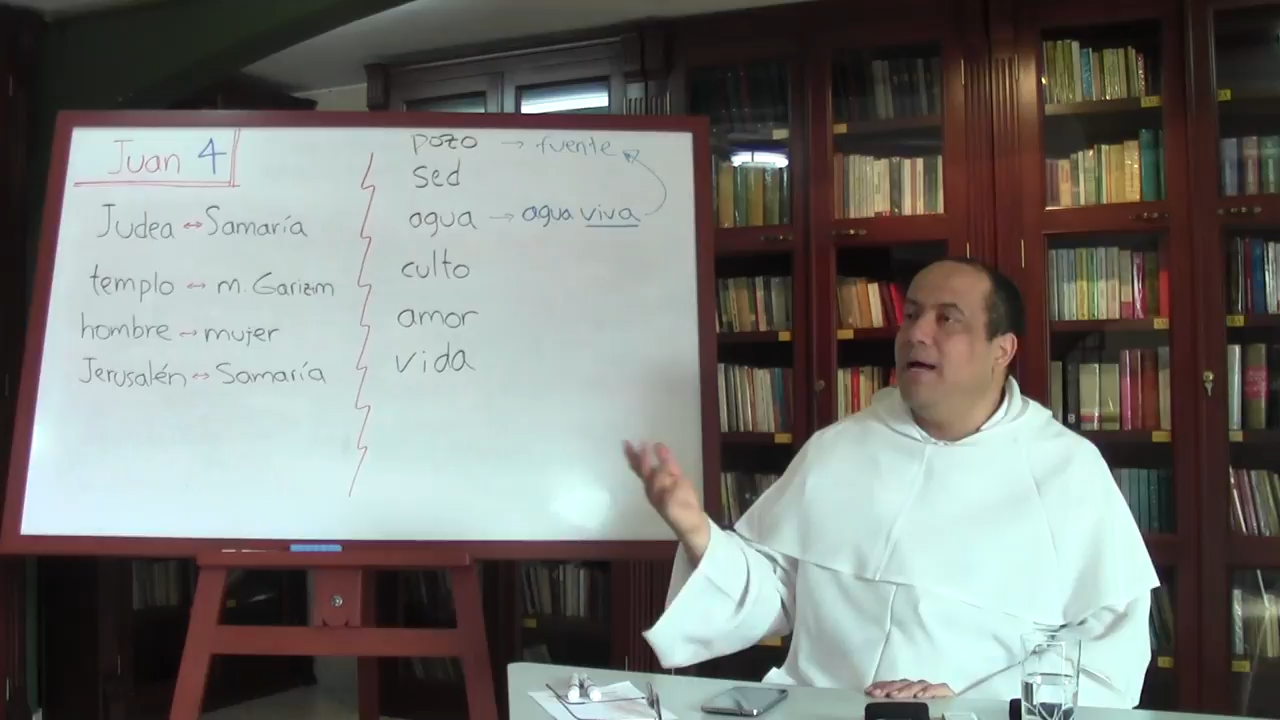 Juan 4
Judea ↔ Samaría
templo ↔ m. Garizim
hombre ↔ mujer
Jerusalén ↔ Samaría
pozo → fuente
sed
agua → agua viva
culto
amor
vida